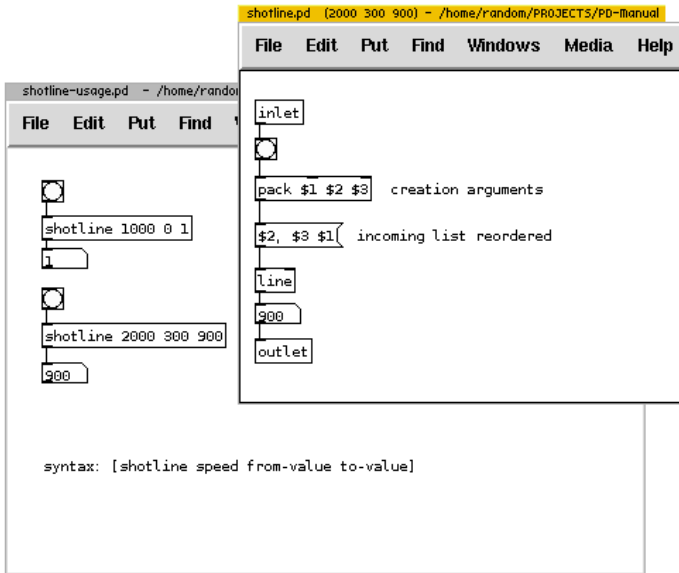 shotline.pd (2000 300 900) - /home/random/PROJECTS/PD-Manual
File Edit Put Find Windows Media Help
inlet
pack $1 $2 $3 creation arguments
$2, $3 $1 incoming list reordered
line
900
outlet
shotline-usage.pd - /home/random
File Edit Put Find
shotline 1000 0 1
1
shotline 2000 300 900
900
syntax: [shotline speed from-value to-value]